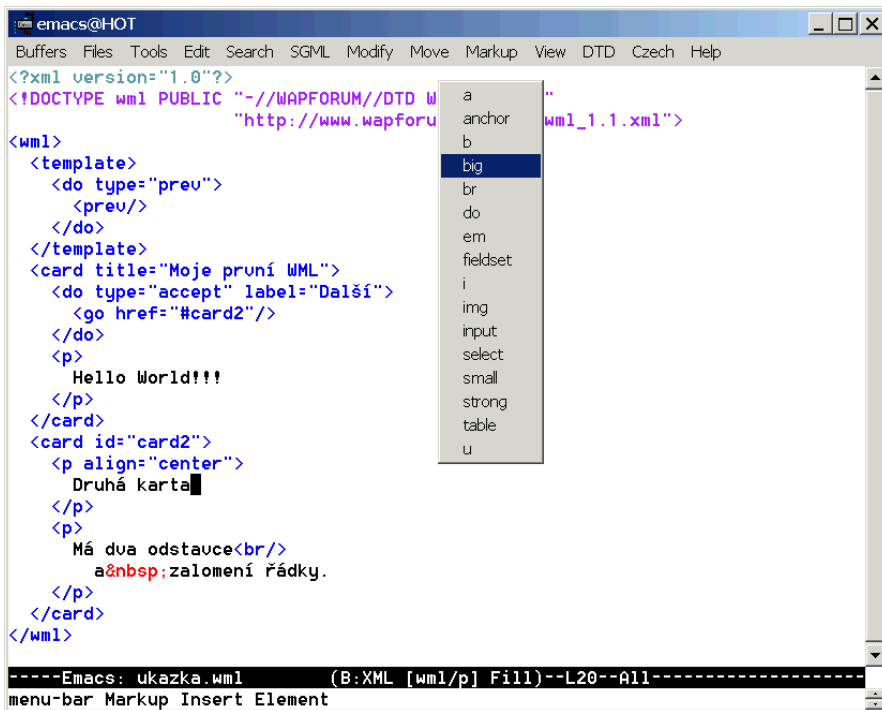 emacs@HOT
Buffers Files Tools Edit Search SGML Modify Move Markup View DTD Czech Help
<?xml version="1.0"?>
<!DOCTYPE wml PUBLIC "-//WAPFORUM//DTD W "
"http://www.wapforu wml_1.1.xml">
<wml>
  <template>
    <do type="prev">
      <prev/>
    </do>
  </template>
  <card title="Moje první WML">
    <do type="accept" label="Další">
      <go href="#card2"/>
    </do>
    <p>
      Hello World!!!
    </p>
  </card>
  <card id="card2">
    <p align="center">
      Druhá karta
    </p>
    <p>
      Má dva odstavce<br/>
        a&nbsp;zalomení řádky.
    </p>
  </card>
</wml>
a
anchor
b
big
br
do
em
fieldset
i
img
input
select
small
strong
table
u
-----Emacs: ukazka.wml (B:XML [wml/p] Fill)--L20--All--------------------
menu-bar Markup Insert Element